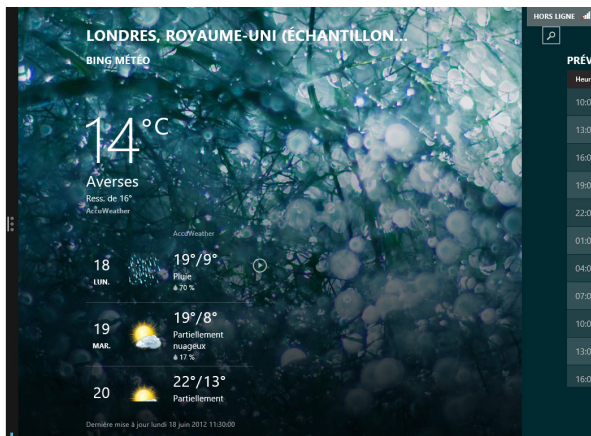 LONDRES, ROYAUME-UNI (ÉCHANTILLON...
BING MÉTÉO
14°C
Averses
Ress. de 16°
AccuWeather
AccuWeather
18
LUN.
19°/9°
Pluie
70 %
19
MAR.
19°/8°
Partiellement
nuageux
17 %
20
22°/13°
Partiellement
Dernière mise à jour lundi 18 juin 2012 11:30:00
HORS LIGNE
PRÉV
Heur
10:0
13:0
16:0
19:0
22:0
01:0
04:0
07:0
10:0
13:0
16:0